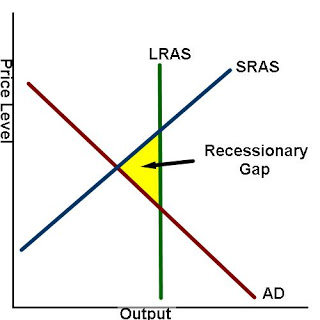 LRAS
SRAS
Price Level
Recessionary
Gap
AD
Output